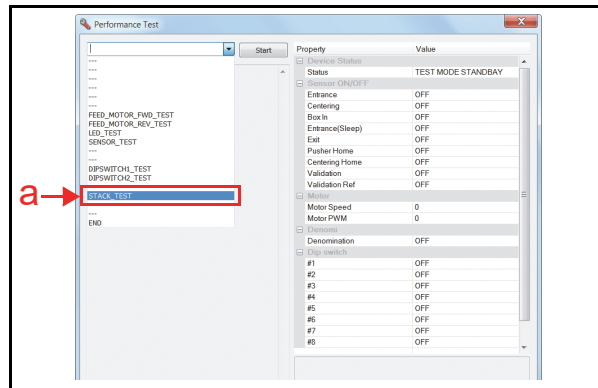 Performance Test
Start
---
---
---
---
---
FEED_MOTOR_FWD_TEST
FEED_MOTOR_REV_TEST
LED_TEST
SENSOR_TEST
---
---
DIPSWITCH1_TEST
DIPSWITCH2_TEST
a
STACK_TEST
---
END
Property Value
Device Status
Status TEST MODE STANDBAY
Sensor ON/OFF
Entrance OFF
Centering OFF
Box In OFF
Entrance(Sleep) OFF
Exit OFF
Pusher Home OFF
Centering Home OFF
Validation OFF
Validation Ref OFF
Motor
Motor Speed 0
Motor PWM 0
Denomi
Denomination OFF
Dip switch
#1 OFF
#2 OFF
#3 OFF
#4 OFF
#5 OFF
#6 OFF
#7 OFF
#8 OFF